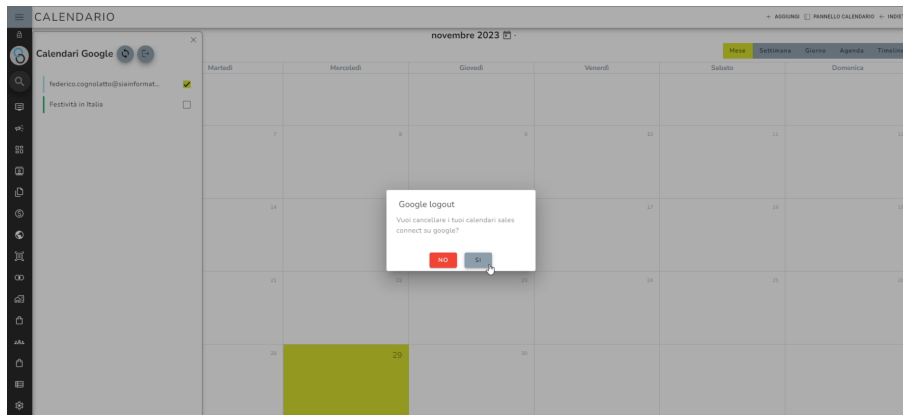 CALENDARIO
+ AGGIUNGI PANNELLO CALENDARIO ← INDIET
novembre 2023
Calendari Google
Mese Settimana Giorno Agenda Timeline
Martedì Mercoledì Giovedì Venerdì Sabato Domenica
federico.cognolatto@siainformat...
Festività in Italia
7 8 9 10 11
14 17 18
Google logout
Vuoi cancellare i tuoi calendari sales
connect su google?
NO SI
21 22 23 24 25
28 29 30